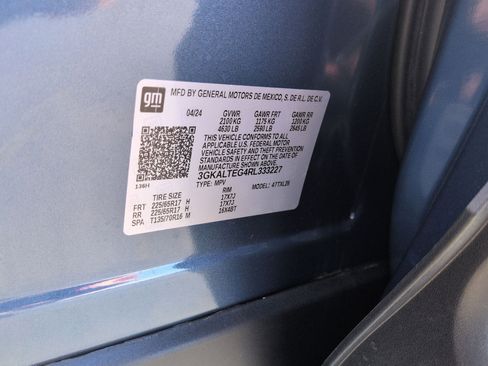 gm
MFD BY GENERAL MOTORS DE MEXICO, S. DE R.L. DE C.V.
04/24 GVWR GAWR FRT GAWR RR
2100 KG 1175 KG 1200 KG
4630 LB 2590 LB 2645 LB
THIS VEHICLE CONFORMS TO ALL
APPLICABLE U.S. FEDERAL MOTOR
VEHICLE SAFETY AND THEFT
PREVENTION STANDARDS IN EFFECT
ON THE DATE OF MANUFACTURE
SHOWN ABOVE.
3GKALTEG4RL333227
136H TYPE: MPV MODEL: 4TTXL26
TIRE SIZE RIM
FRT 225/65R17 H 17X7J
RR 225/65R17 H 17X7J
SPA T135/70R16 M 16X4BT